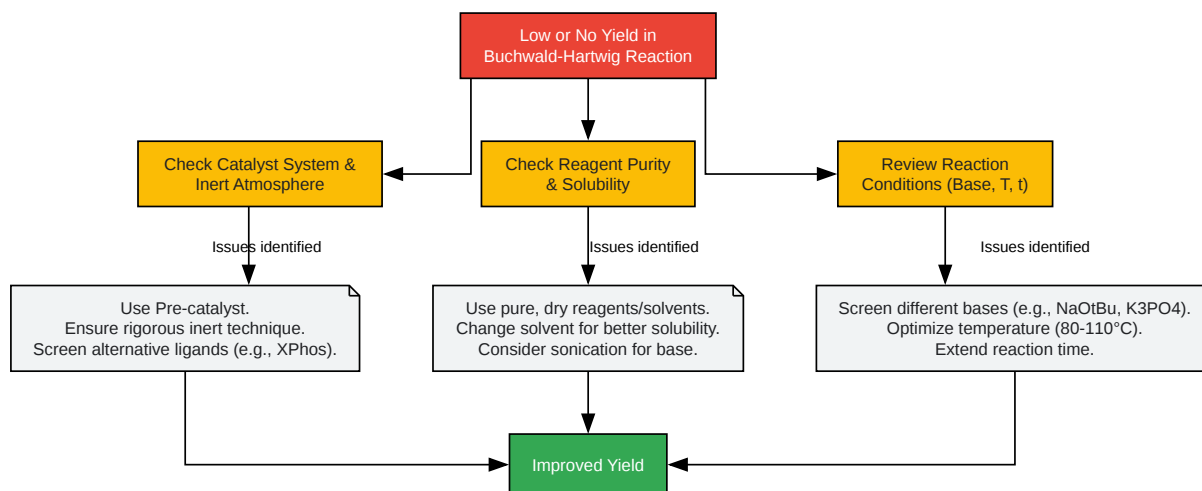 Low or No Yield in
Buchwald-Hartwig Reaction
Check Catalyst System &
Inert Atmosphere
Check Reagent Purity
& Solubility
Review Reaction
Conditions (Base, T, t)
Issues identified
Issues identified
Issues identified
Use Pre-catalyst.
Ensure rigorous inert technique.
Screen alternative ligands (e.g., XPhos).
Use pure, dry reagents/solvents.
Change solvent for better solubility.
Consider sonication for base.
Screen different bases (e.g., NaOtBu, K3PO4).
Optimize temperature (80-110°C).
Extend reaction time.
Improved Yield